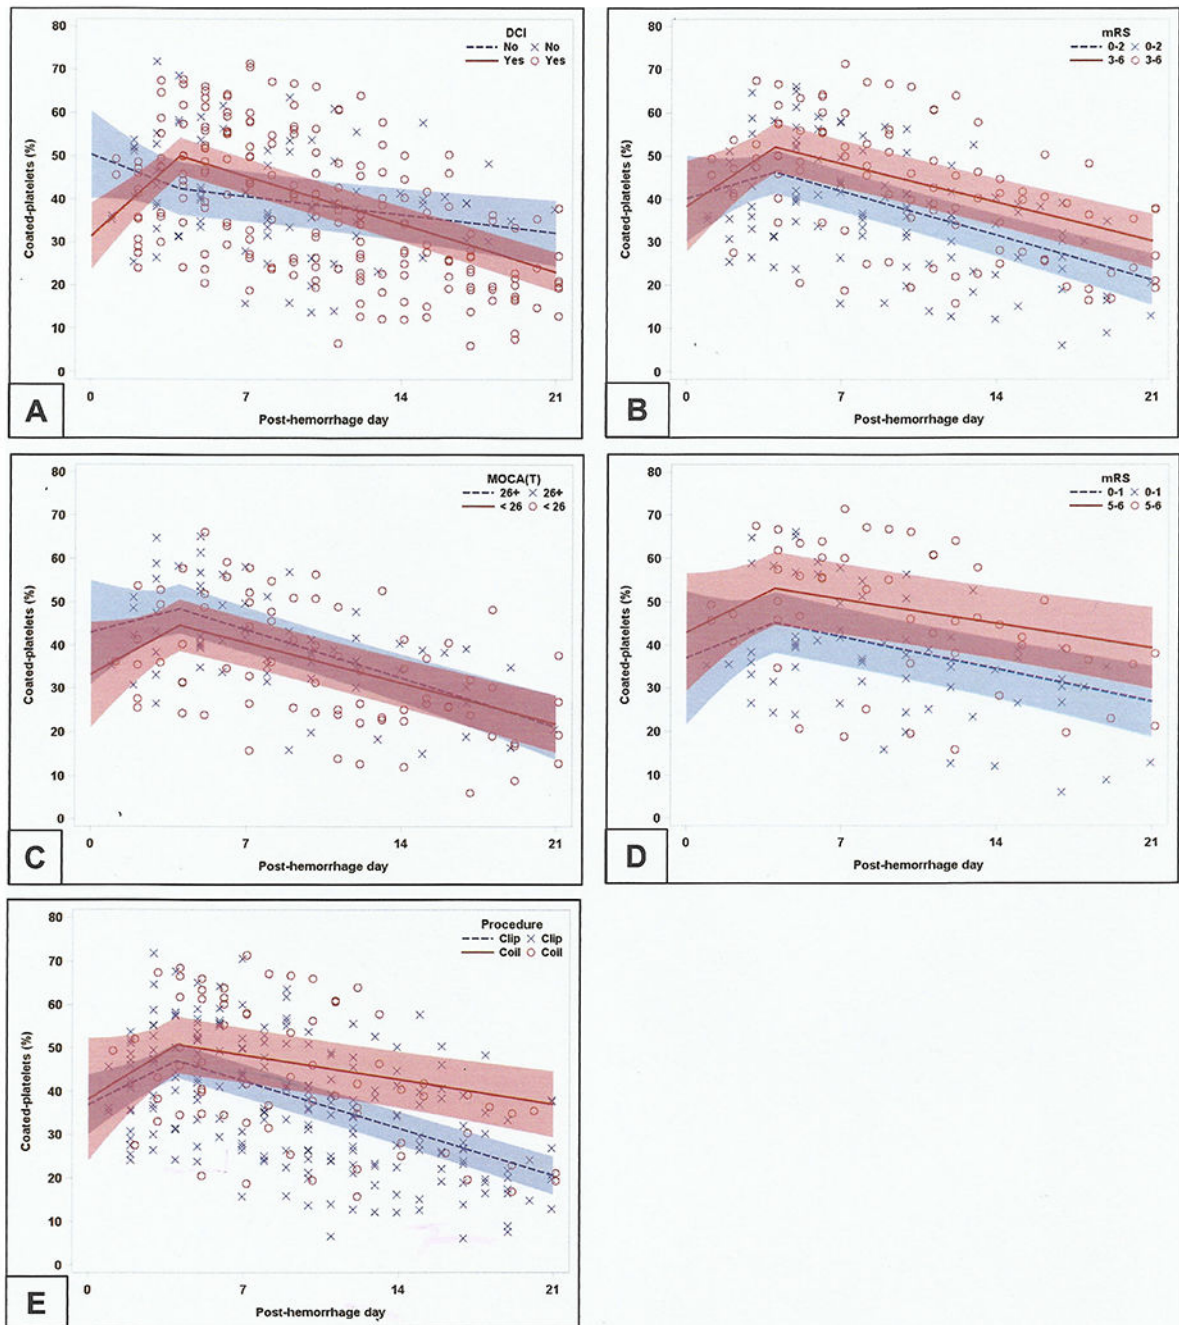 80
70
60
50
40
30
20
10
0
Coated-platelets (%)
DCI
No × No
Yes ○ Yes
0 7 14 21
Post-hemorrhage day
A
80
70
60
50
40
30
20
10
0
Coated-platelets (%)
mRS
0-2 × 0-2
3-6 ○ 3-6
0 7 14 21
Post-hemorrhage day
B
80
70
60
50
40
30
20
10
0
Coated-platelets (%)
MOCA(T)
26+ × 26+
< 26 ○ < 26
0 7 14 21
Post-hemorrhage day
C
80
70
60
50
40
30
20
10
0
Coated-platelets (%)
mRS
0-1 × 0-1
5-6 ○ 5-6
0 7 14 21
Post-hemorrhage day
D
80
70
60
50
40
30
20
10
0
Coated-platelets (%)
Procedure
Clip × Clip
Coil ○ Coil
0 7 14 21
Post-hemorrhage day
E